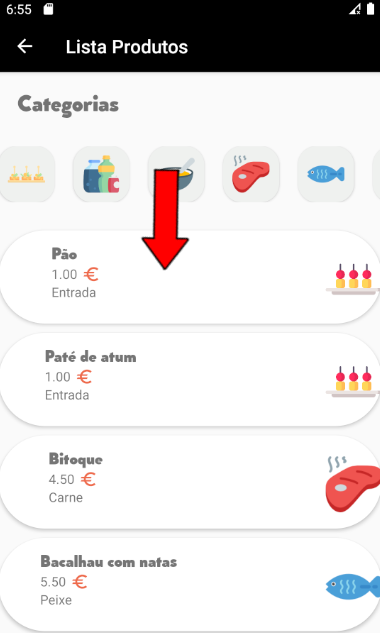 6:55
Lista Produtos
Categorias
Pão
1.00 €
Entrada
Paté de atum
1.00 €
Entrada
Bitoque
4.50 €
Carne
Bacalhau com natas
5.50 €
Peixe